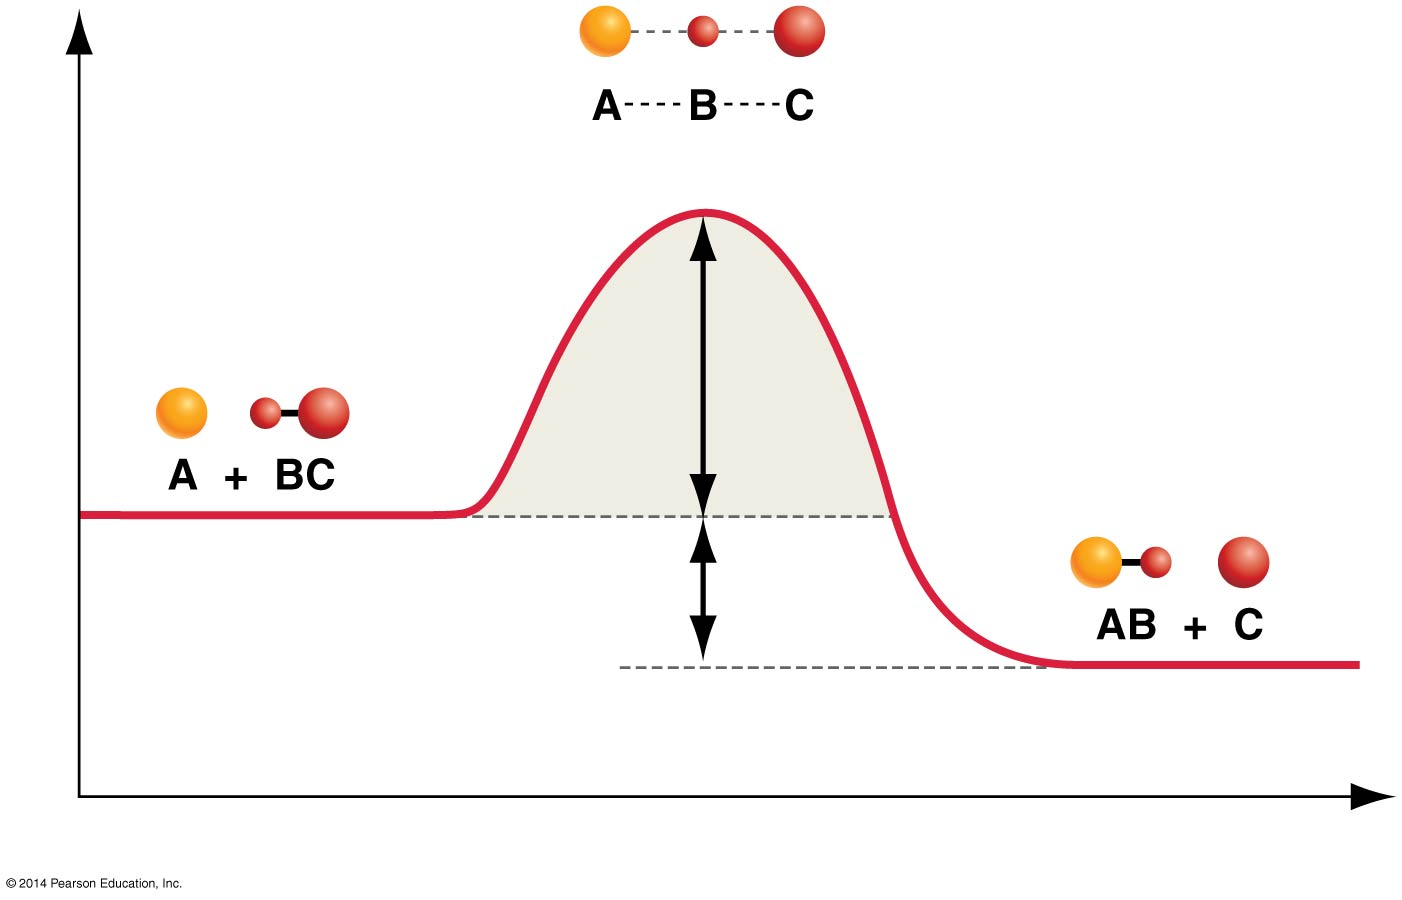 A----B----C
A + BC
AB + C
© 2014 Pearson Education, Inc.